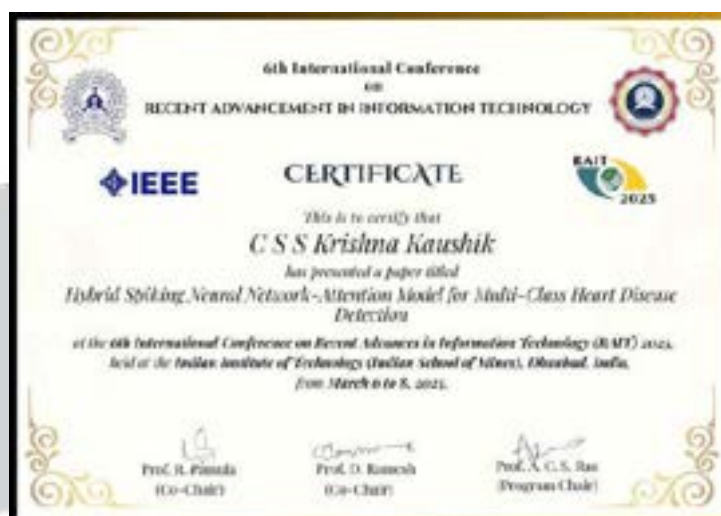 6th International Conference
on
RECENT ADVANCEMENT IN INFORMATION TECHNOLOGY
IEEE
CERTIFICATE
RAIT
2025
This is to certify that
C S S Krishna Kaushik
has presented a paper titled
Hybrid Spiking Neural Network-Attention Model for Multi-Class Heart Disease
Detection
at the 6th International Conference on Recent Advances in Information Technology (RAIT) 2025,
held at the Indian Institute of Technology (Indian School of Mines), Dhanbad, India,
from March 6 to 8, 2025.
Prof. R. Pamula
Prof. D. Ramesh
Prof. A. C. S. Rao
(Co-Chair)
(Co-Chair)
(Program Chair)